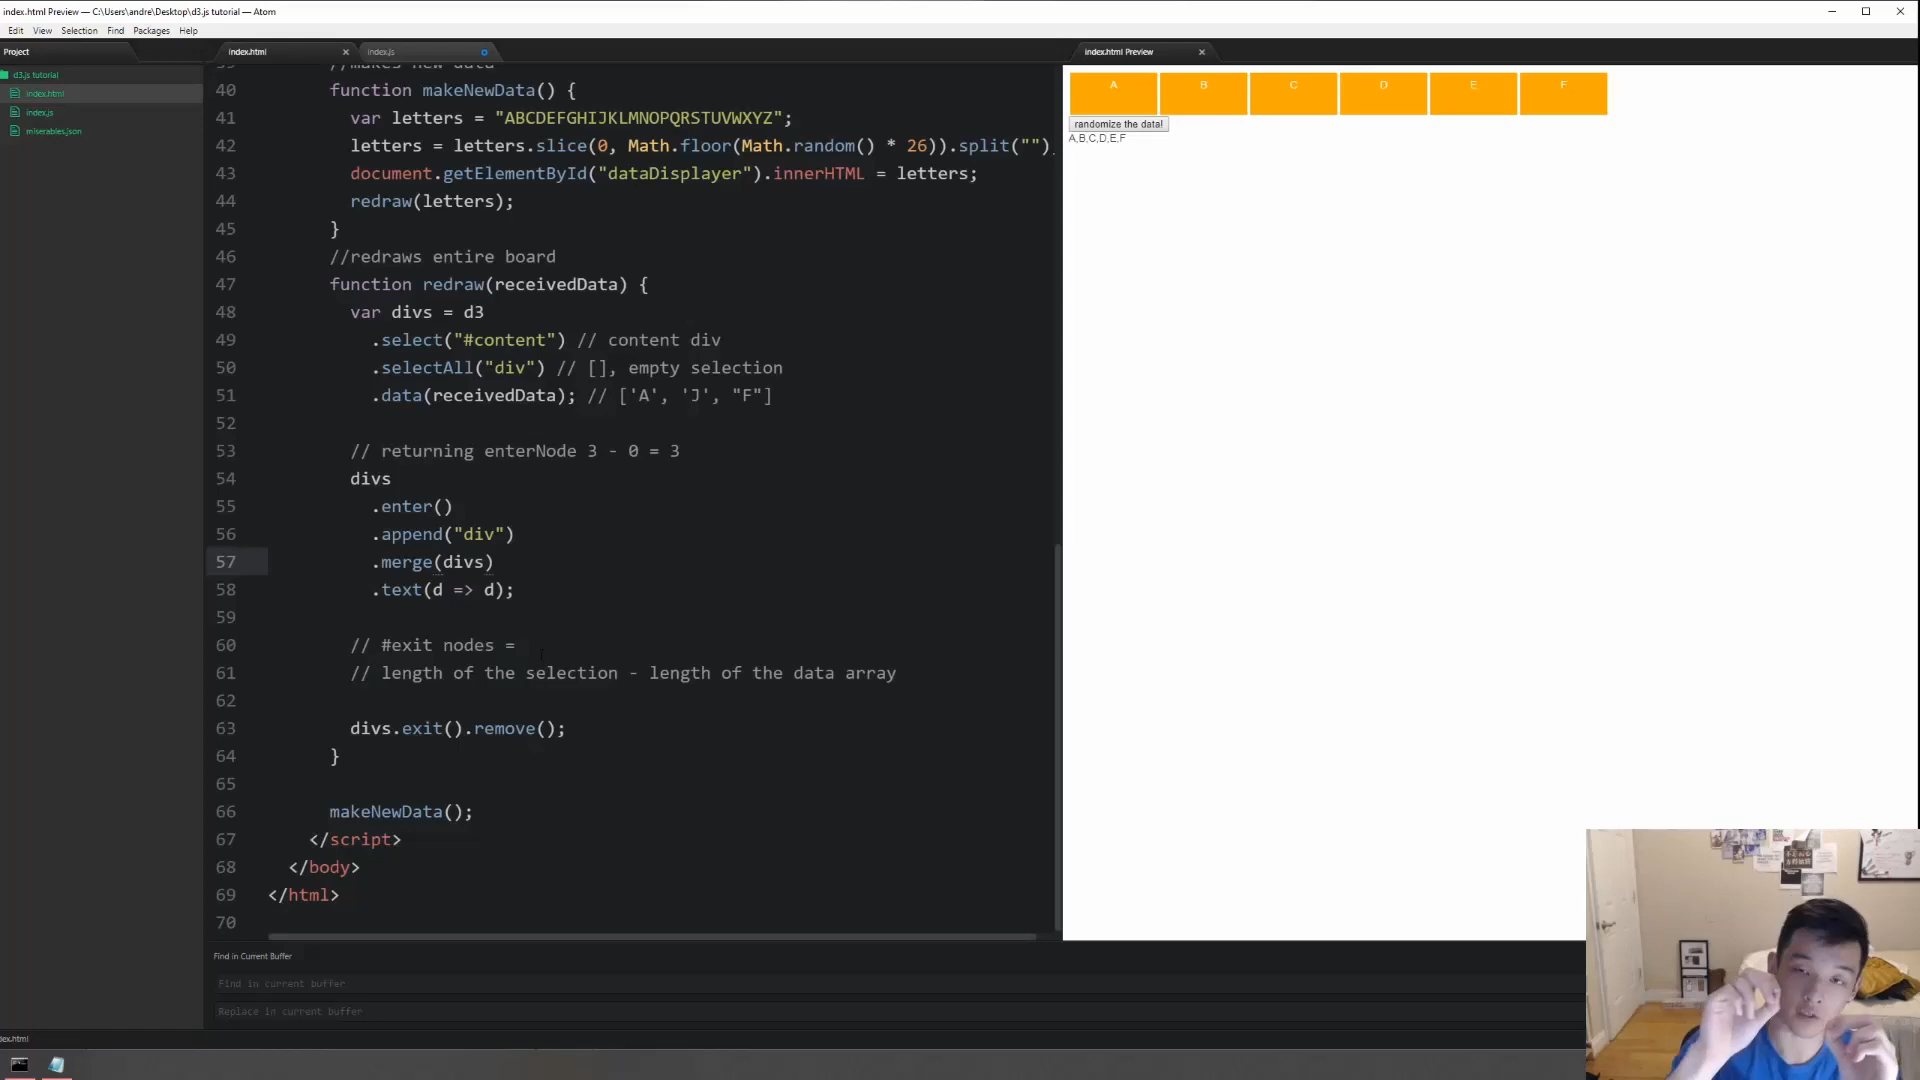 index.html Preview — C:\Users\andre\Desktop\d3.js tutorial — Atom
Edit View Selection Find Packages Help
Project
index.html
index.js
index.html Preview
d3.js tutorial
index.html
index.js
miserables.json
//makes new data
40 function makeNewData() {
41 var letters = "ABCDEFGHIJKLMNOPQRSTUVWXYZ";
42 letters = letters.slice(0, Math.floor(Math.random() * 26)).split("")
43 document.getElementById("dataDisplayer").innerHTML = letters;
44 redraw(letters);
45 }
46 //redraws entire board
47 function redraw(receivedData) {
48 var divs = d3
49 .select("#content") // content div
50 .selectAll("div") // [], empty selection
51 .data(receivedData); // ['A', 'J', "F"]
52
53 // returning enterNode 3 - 0 = 3
54 divs
55 .enter()
56 .append("div")
57 .merge(divs)
58 .text(d => d);
59
60 // #exit nodes =
61 // length of the selection - length of the data array
62
63 divs.exit().remove();
64 }
65
66 makeNewData();
67 </script>
68 </body>
69 </html>
70
A B C D E F
randomize the data!
A,B,C,D,E,F
Find in Current Buffer
Find in current buffer
Replace in current buffer
dex.html